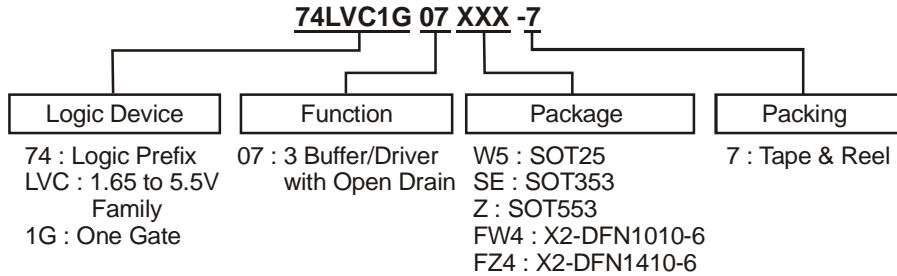 74LVC1G 07 XXX -7
Logic Device
Function
Package
Packing
74 : Logic Prefix
LVC : 1.65 to 5.5V
Family
1G : One Gate
07 : 3 Buffer/Driver
with Open Drain
W5 : SOT25
SE : SOT353
Z : SOT553
FW4 : X2-DFN1010-6
FZ4 : X2-DFN1410-6
7 : Tape & Reel